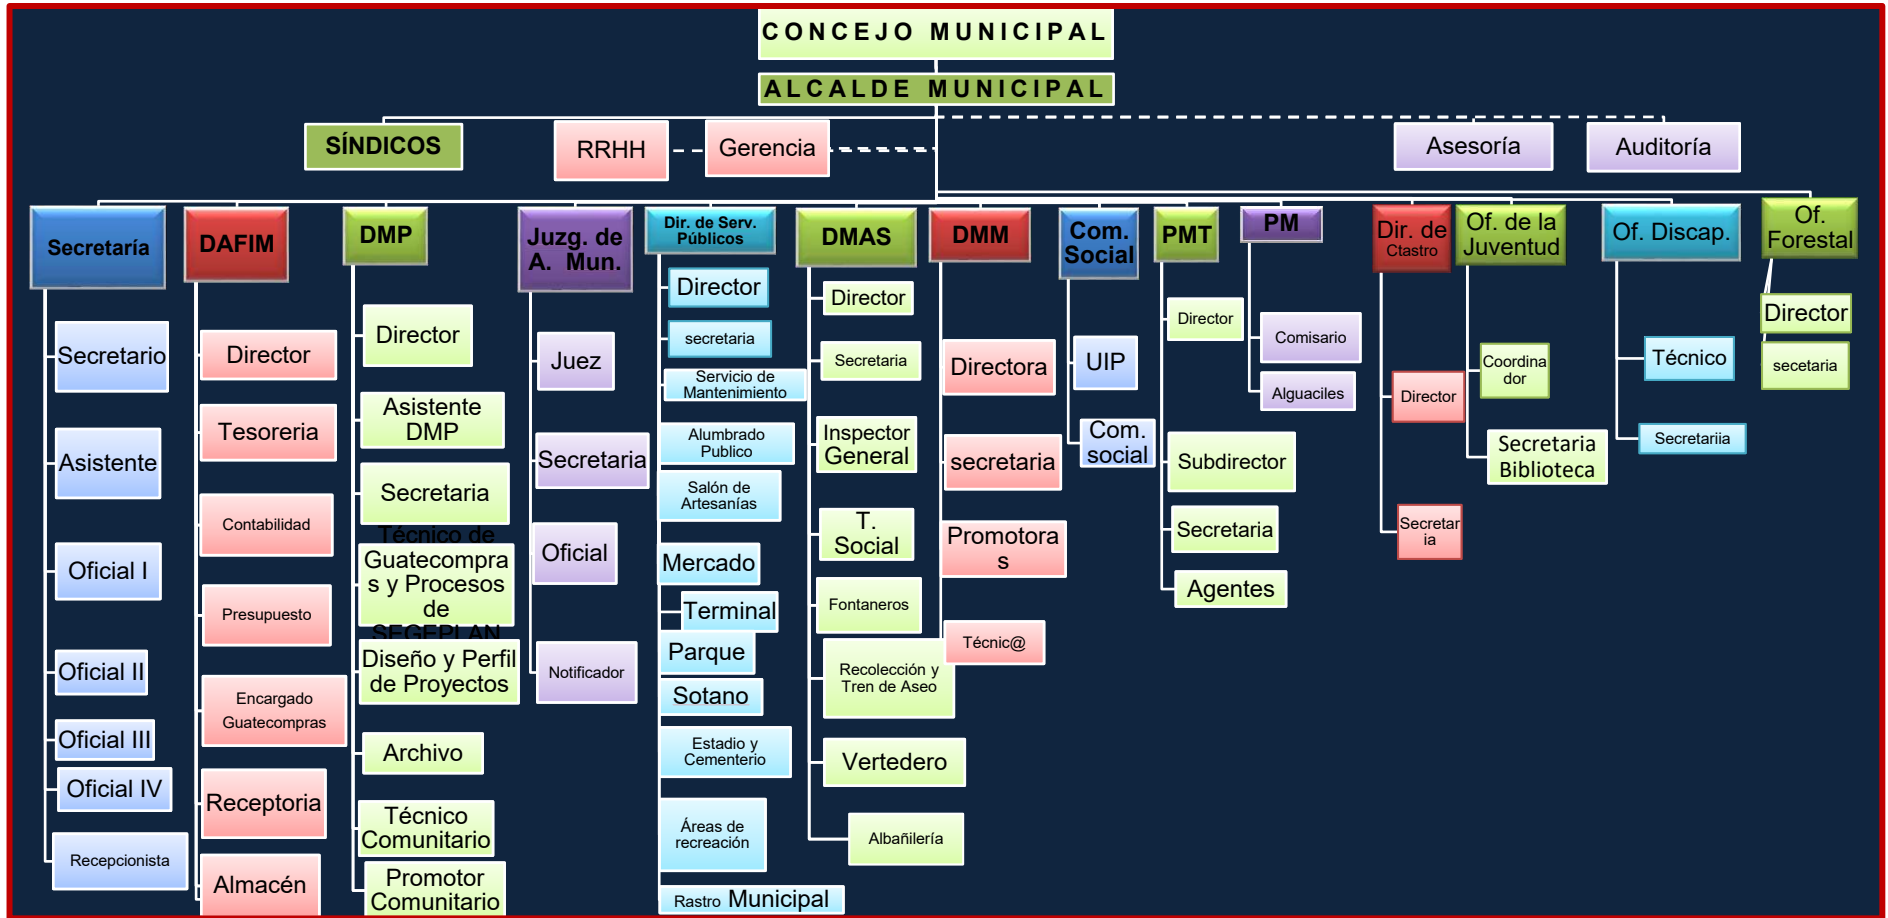 CONCEJO MUNICIPAL
ALCALDE MUNICIPAL
SÍNDICOS
RRHH
Gerencia
Asesoría
Auditoría
Secretaría
Secretario
Asistente
Oficial I
Oficial II
Oficial III
Oficial IV
Recepcionista
DAFIM
Director
Tesoreria
Contabilidad
Presupuesto
Encargado
Guatecompras
Receptoria
Almacén
DMP
Director
Asistente
DMP
Secretaria
Técnico de
Guatecompra
s y Procesos
de
SEGEPLAN
Diseño y Perfil
de Proyectos
Archivo
Técnico
Comunitario
Promotor
Comunitario
Juzg. de
A. Mun.
Juez
Secretaria
Oficial
Notificador
Dir. de Serv.
Públicos
Director
secretaria
Servicio de
Mantenimiento
Alumbrado
Publico
Salón de
Artesanías
Mercado
Terminal
Parque
Sotano
Estadio y
Cementerio
Áreas de
recreación
Rastro Municipal
DMAS
Director
Secretaria
Inspector
General
T.
Social
Fontaneros
Recolección y
Tren de Aseo
Vertedero
Albañilería
DMM
Directora
secretaria
Promotora
s
Técnic@
Com.
Social
UIP
Com.
social
PMT
Director
Subdirector
Secretaria
Agentes
PM
Comisario
Alguaciles
Dir. de
Ctastro
Director
Secretar
ia
Of. de la
Juventud
Coordina
dor
Secretaria
Biblioteca
Of. Discap.
Técnico
Secretariia
Of.
Forestal
Director
secetaria